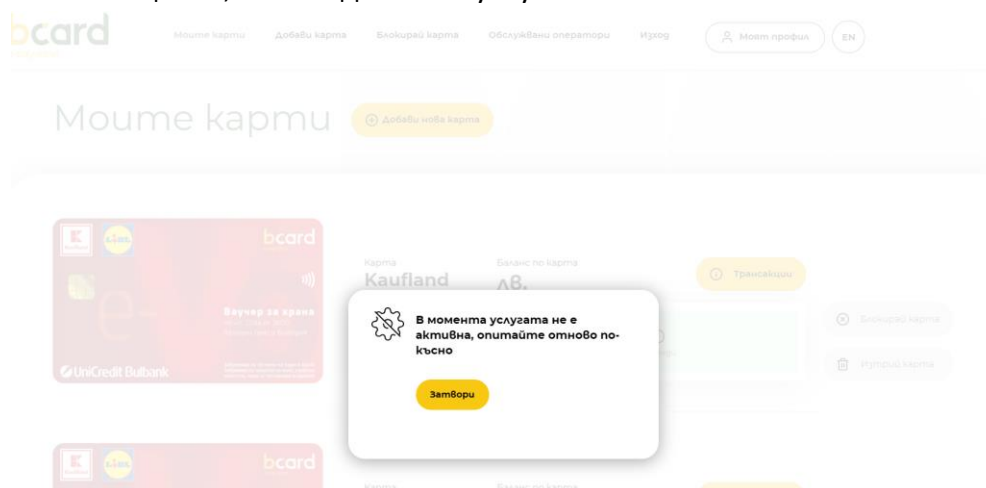 bcard
Моите карти
Добави карта
Блокирай карта
Обслужвани оператори
Изход
Моят профил
EN
Моите карти
Добави нова карта
bcard
Карта
Kaufland
Баланс по карта
лв.
Трансакции
Ваучер за храна
UniCredit Bulbank
В момента услугата не е
активна, опитайте отново по-
късно
Затвори
Блокирай карта
Изтрий карта
bcard
Карта
Баланс по карта